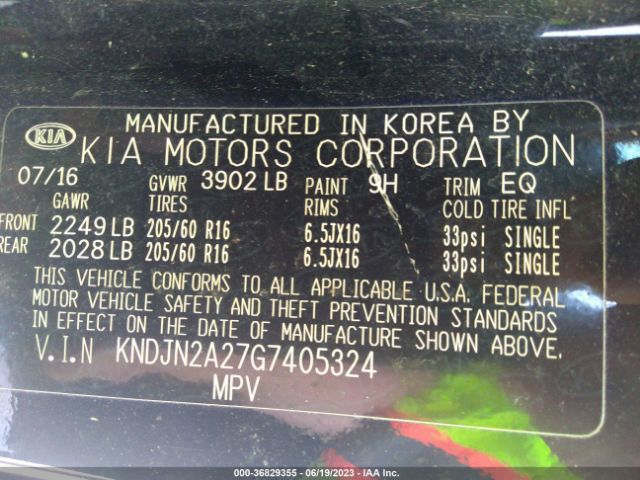 MANUFACTURED IN KOREA BY
KIA KIA MOTORS CORPORATION
07/16 GVWR 3902 LB PAINT 9H TRIM EQ
GAWR TIRES RIMS COLD TIRE INFL
FRONT 2249 LB 205/60 R16 6.5JX16 33psi SINGLE
REAR 2028 LB 205/60 R16 6.5JX16 33psi SINGLE
THIS VEHICLE CONFORMS TO ALL APPLICABLE U.S.A. FEDERAL
MOTOR VEHICLE SAFETY AND THEFT PREVENTION STANDARDS
IN EFFECT ON THE DATE OF MANUFACTURE SHOWN ABOVE.
V.I.N KNDJN2A27G7405324
MPV
000-36829355 - 06/19/2023 - IAA Inc.